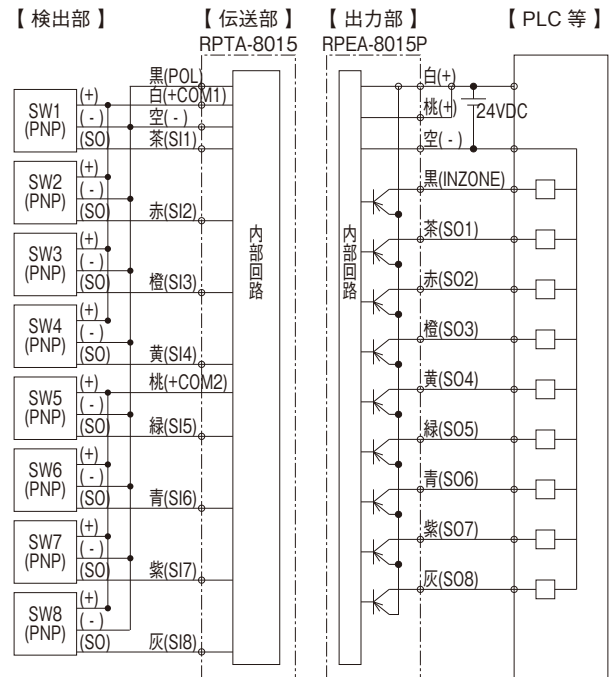 【 検出部 】
【 伝送部 】
【 出力部 】
【 PLC 等 】
RPTA-8015
RPEA-8015P
SW1
(PNP)
(+)
(-)
(SO)
SW2
(PNP)
(+)
(-)
(SO)
SW3
(PNP)
(+)
(-)
(SO)
SW4
(PNP)
(+)
(-)
(SO)
SW5
(PNP)
(+)
(-)
(SO)
SW6
(PNP)
(+)
(-)
(SO)
SW7
(PNP)
(+)
(-)
(SO)
SW8
(PNP)
(+)
(-)
(SO)
黒(POL)
白(+COM1)
空(-)
茶(SI1)
赤(SI2)
橙(SI3)
黄(SI4)
桃(+COM2)
緑(SI5)
青(SI6)
紫(SI7)
灰(SI8)
内部回路
内部回路
白(+)
桃(+)
24VDC
空(-)
黒(INZONE)
茶(SO1)
赤(SO2)
橙(SO3)
黄(SO4)
緑(SO5)
青(SO6)
紫(SO7)
灰(SO8)